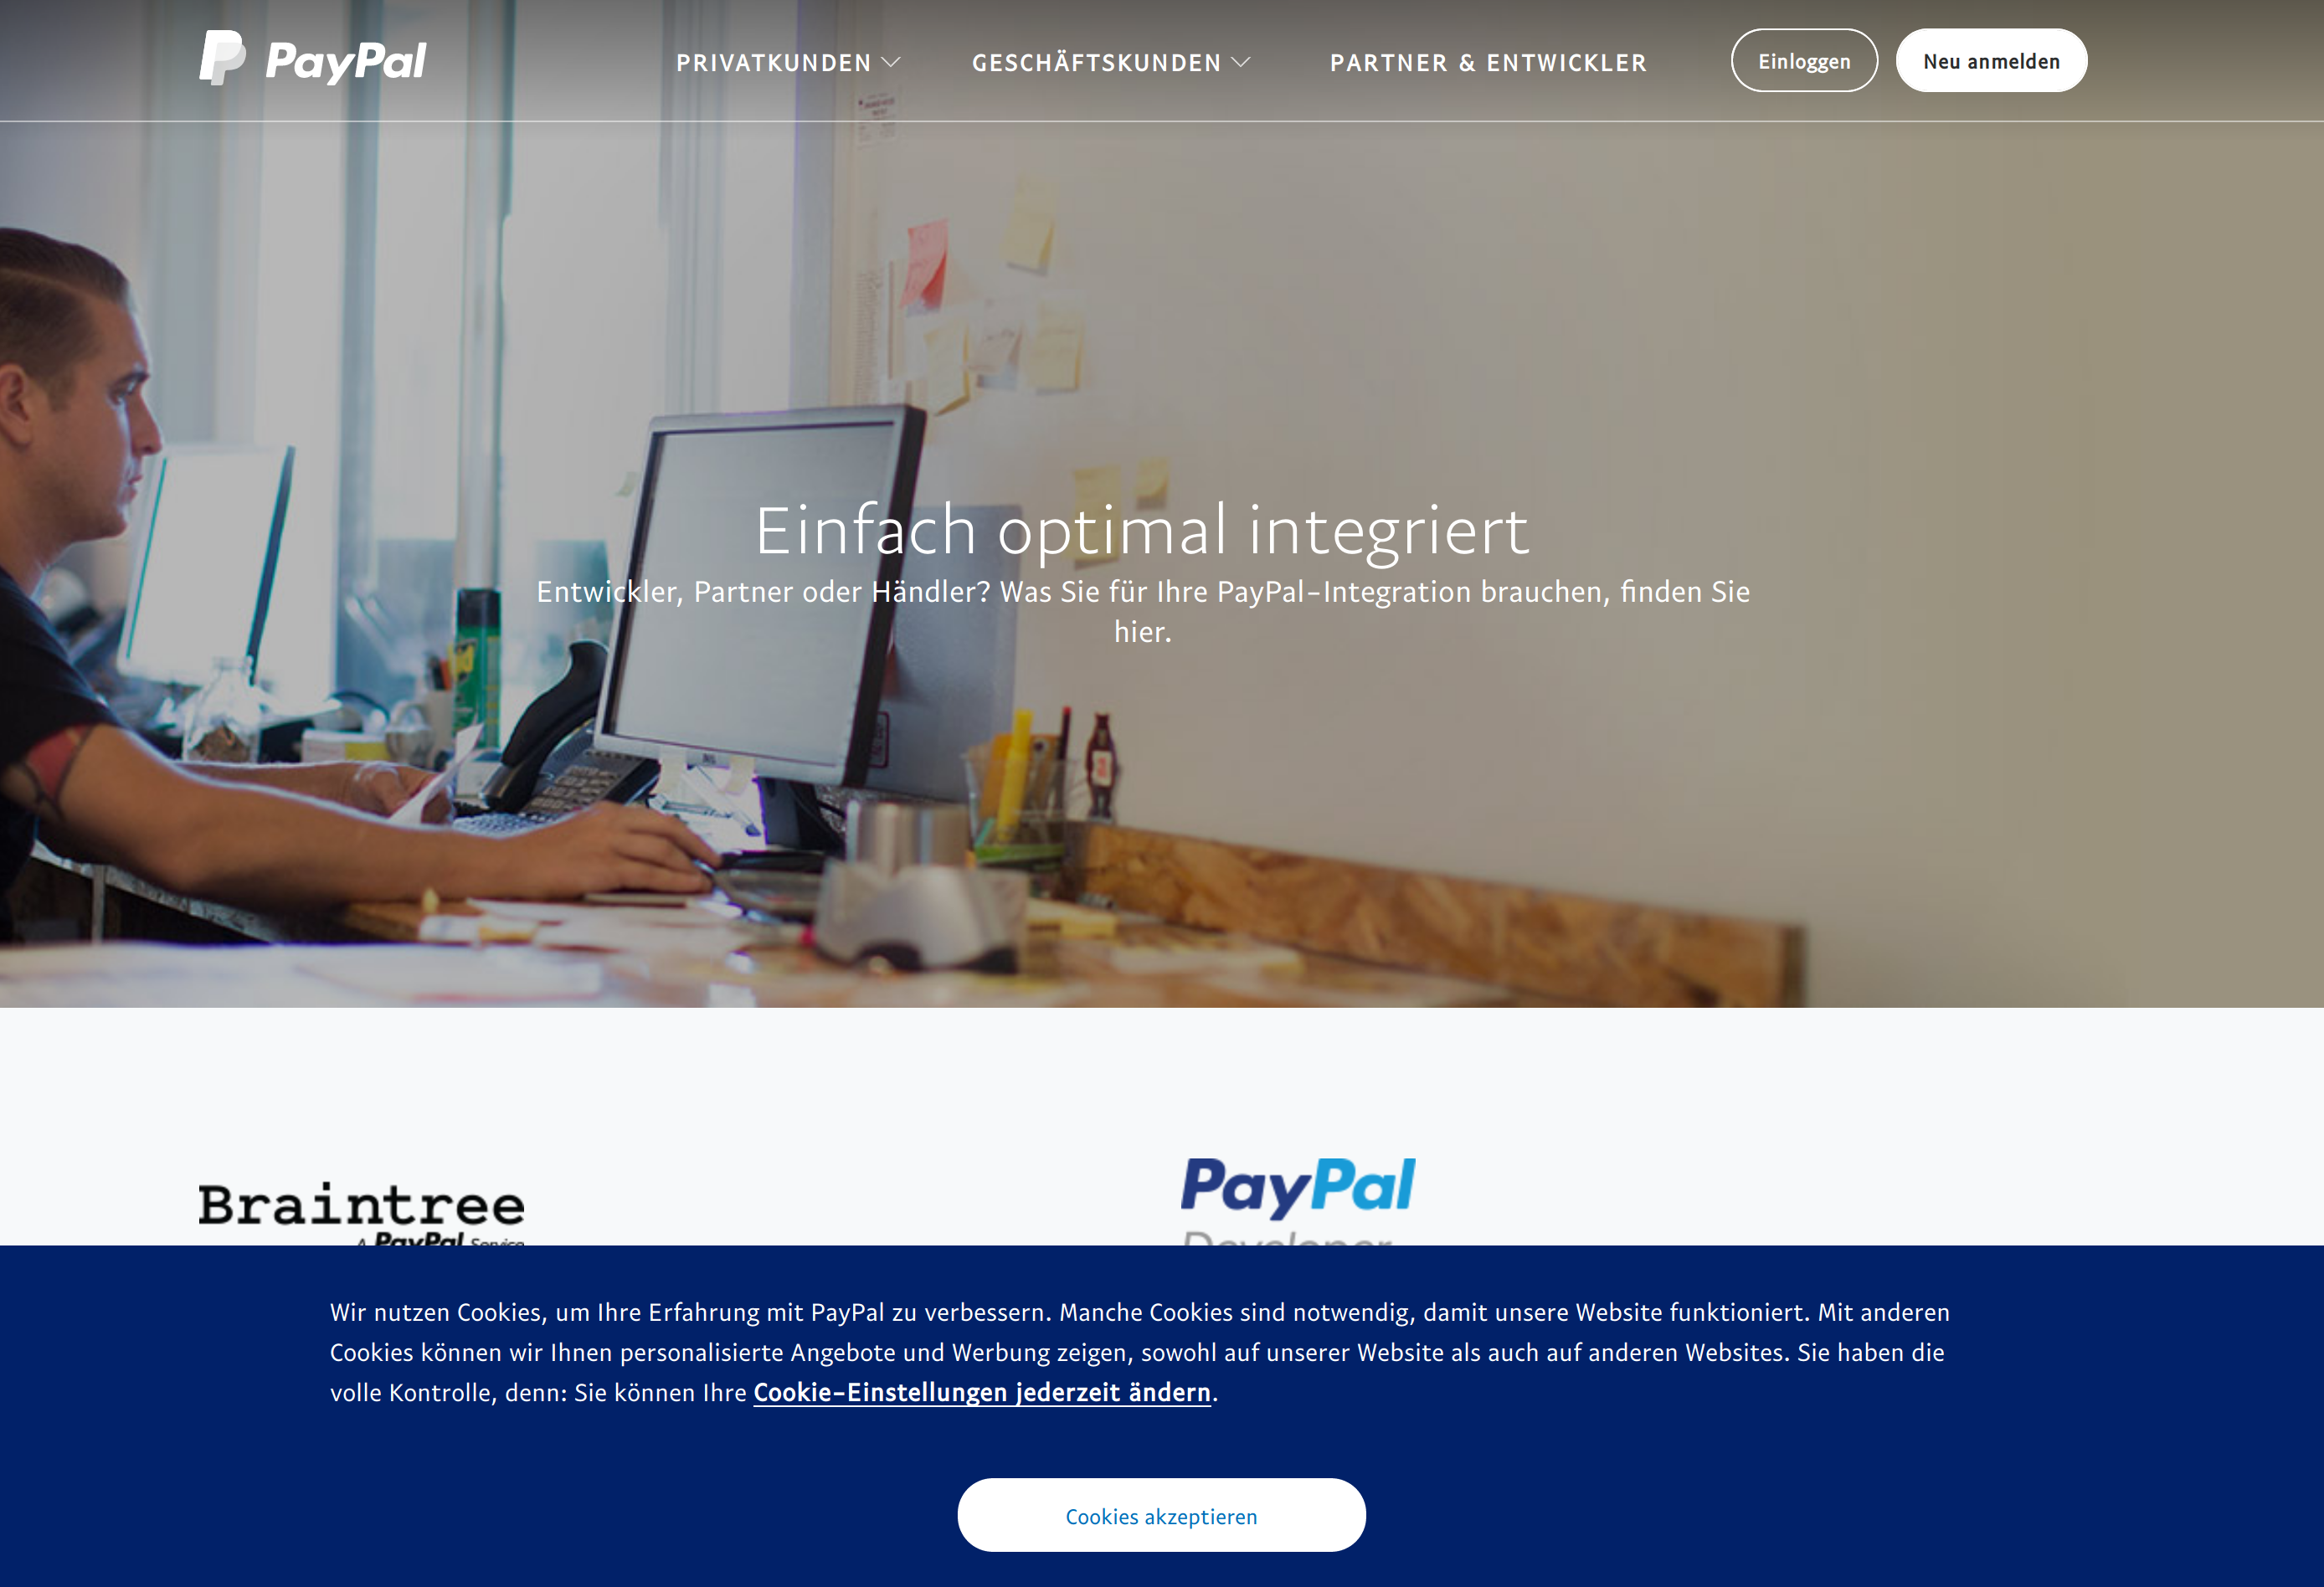 PayPal
PRIVATKUNDEN
GESCHÄFTSKUNDEN
PARTNER & ENTWICKLER
Einloggen
Neu anmelden
Einfach optimal integriert
Entwickler, Partner oder Händler? Was Sie für Ihre PayPal-Integration brauchen, finden Sie
hier.
Braintree
A PayPal Service
PayPal
Developer
Wir nutzen Cookies, um Ihre Erfahrung mit PayPal zu verbessern. Manche Cookies sind notwendig, damit unsere Website funktioniert. Mit anderen
Cookies können wir Ihnen personalisierte Angebote und Werbung zeigen, sowohl auf unserer Website als auch auf anderen Websites. Sie haben die
volle Kontrolle, denn: Sie können Ihre Cookie-Einstellungen jederzeit ändern.
Cookies akzeptieren